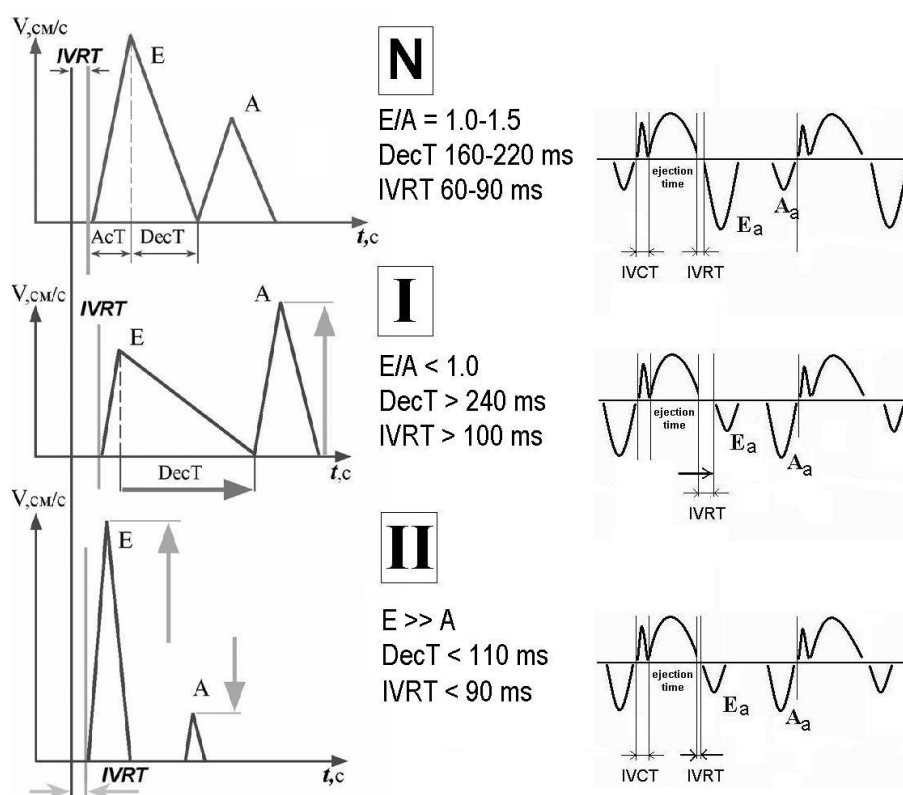 V,см/с
IVRT
E
A
AcT
DecT
t,с
N
E/A = 1.0-1.5
DecT 160-220 ms
IVRT 60-90 ms
ejection
time
Ea
Aa
IVCT
IVRT
V,см/с
IVRT
E
A
DecT
t,с
I
E/A < 1.0
DecT > 240 ms
IVRT > 100 ms
ejection
time
Ea
Aa
IVRT
V,см/с
E
A
IVRT
t,с
II
E >> A
DecT < 110 ms
IVRT < 90 ms
ejection
time
Ea
Aa
IVCT
IVRT